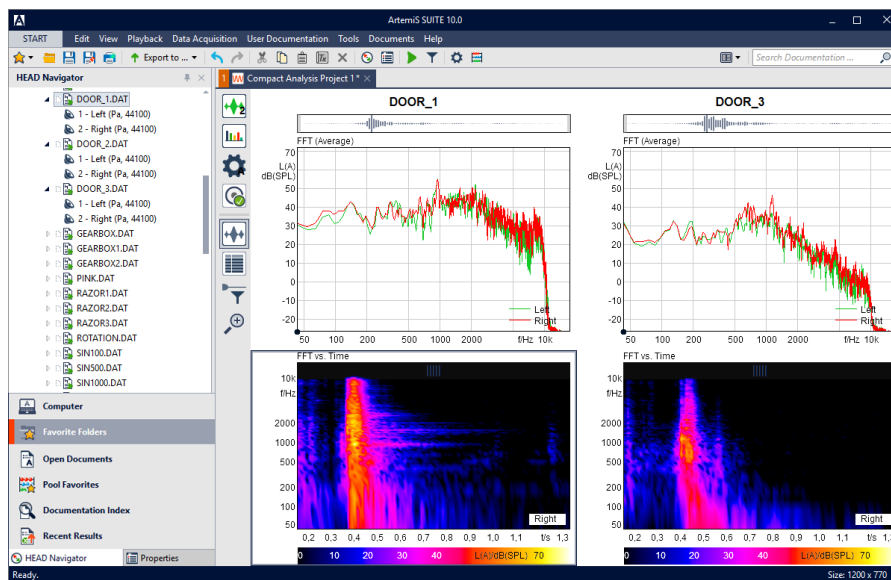 ArtemiS SUITE 10.0
START Edit View Playback Data Acquisition User Documentation Tools Documents Help
Export to ...
Search Documentation ...
HEAD Navigator
1 Compact Analysis Project 1*
DOOR_1.DAT
1 - Left (Pa, 44100)
2 - Right (Pa, 44100)
DOOR_2.DAT
1 - Left (Pa, 44100)
2 - Right (Pa, 44100)
DOOR_3.DAT
1 - Left (Pa, 44100)
2 - Right (Pa, 44100)
GEARBOX.DAT
GEARBOX1.DAT
GEARBOX2.DAT
PINK.DAT
RAZOR1.DAT
RAZOR2.DAT
RAZOR3.DAT
ROTATION.DAT
SIN100.DAT
SIN500.DAT
SIN1000.DAT
Computer
Favorite Folders
Open Documents
Pool Favorites
Documentation Index
Recent Results
HEAD Navigator Properties
2
DOOR_1
FFT (Average)
70
L(A)
dB(SPL)
50
40
30
20
10
0
-20
Left
Right
50 100 200 500 1000 2000 f/Hz 10k
FFT vs. Time
10k
f/Hz
2000
1000
500
200
100
50
Right
0,2 0,3 0,4 0,5 0,6 0,7 0,8 0,9 1,0 1,1 t/s 1,3
0 10 20 30 40 L(A)/dB(SPL) 70
DOOR_3
FFT (Average)
70
L(A)
dB(SPL)
50
40
30
20
10
0
-20
Left
Right
50 100 200 500 1000 2000 f/Hz 10k
FFT vs. Time
10k
f/Hz
2000
1000
500
200
100
50
Right
0,2 0,3 0,4 0,5 0,6 0,7 0,8 0,9 1,0 1,1 t/s 1,3
0 10 20 30 40 L(A)/dB(SPL) 70
Ready.
Size: 1200 x 770